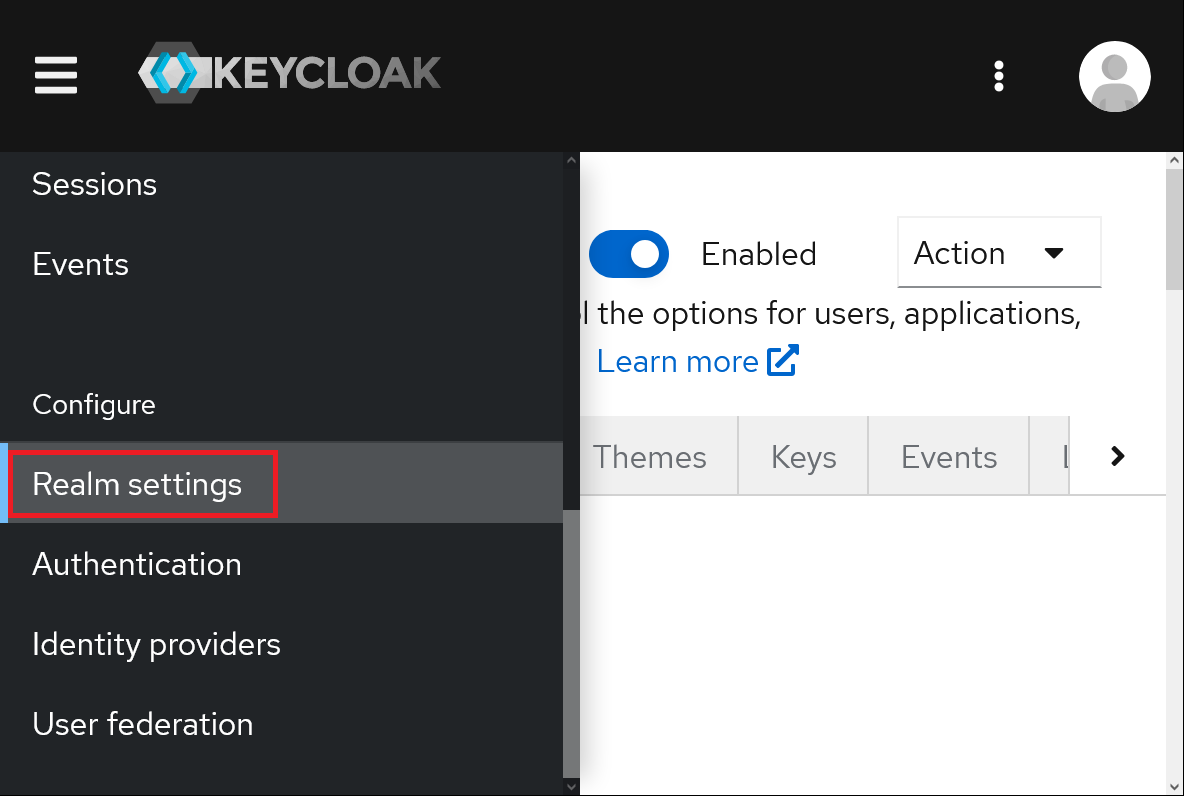 KEYCLOAK
Sessions
Events
Configure
Realm settings
Authentication
Identity providers
User federation
Enabled
Action
the options for users, applications,
Learn more
Themes
Keys
Events